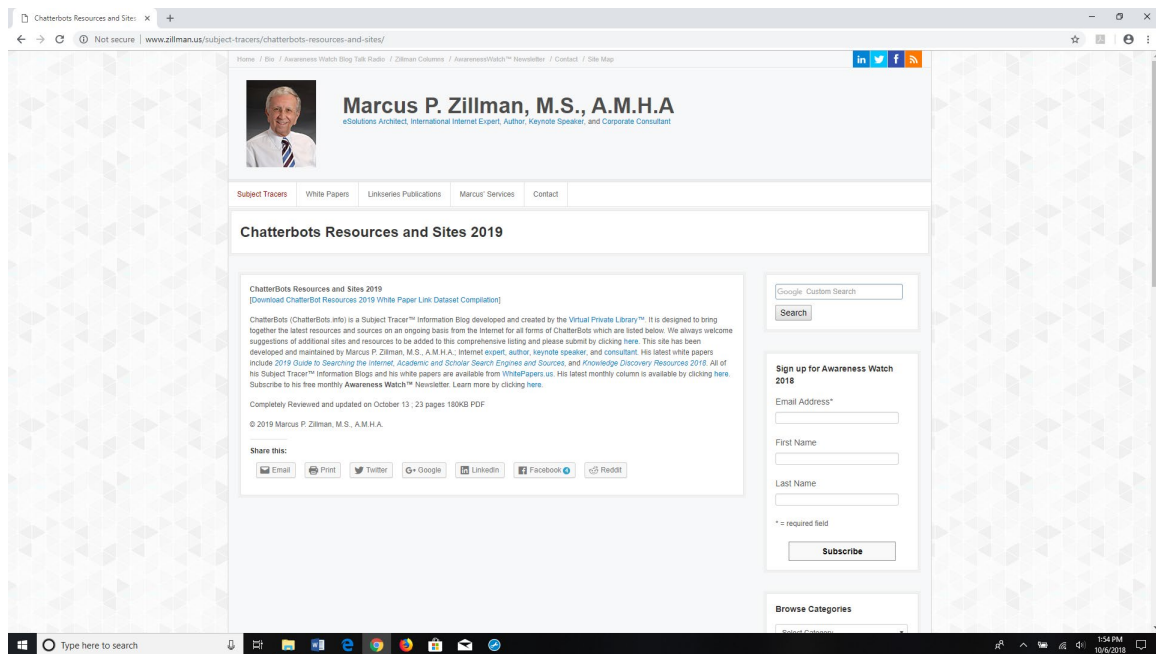 Chatterbots Resources and Sites
Not secure | www.zillman.us/subject-tracers/chatterbots-resources-and-sites/
Home / Bio / Awareness Watch Blog Talk Radio / Zillman Columns / AwarenessWatch™ Newsletter / Contact / Site Map
Marcus P. Zillman, M.S., A.M.H.A
eSolutions Architect, International Internet Expert, Author, Keynote Speaker, and Corporate Consultant
Subject Tracers White Papers Linkseries Publications Marcus' Services Contact
Chatterbots Resources and Sites 2019
ChatterBots Resources and Sites 2019
[Download ChatterBot Resources 2019 White Paper Link Dataset Compilation]
ChatterBots (ChatterBots.info) is a Subject Tracer™ Information Blog developed and created by the Virtual Private Library™. It is designed to bring
together the latest resources and sources on an ongoing basis from the Internet for all forms of ChatterBots which are listed below. We always welcome
suggestions of additional sites and resources to be added to this comprehensive listing and please submit by clicking here. This site has been
developed and maintained by Marcus P. Zillman, M.S., A.M.H.A.; Internet expert, author, keynote speaker, and consultant. His latest white papers
include 2019 Guide to Searching the Internet, Academic and Scholar Search Engines and Sources, and Knowledge Discovery Resources 2018. All of
his Subject Tracer™ Information Blogs and his white papers are available from WhitePapers.us. His latest monthly column is available by clicking here.
Subscribe to his free monthly Awareness Watch™ Newsletter. Learn more by clicking here.
Completely Reviewed and updated on October 13 ; 23 pages 180KB PDF
© 2019 Marcus P. Zillman, M.S., A.M.H.A.
Share this:
Email Print Twitter G+ Google LinkedIn Facebook 4 Reddit
Google Custom Search
Search
Sign up for Awareness Watch
2018
Email Address*
First Name
Last Name
* = required field
Subscribe
Browse Categories
Select Category
Type here to search
1:54 PM
10/6/2018